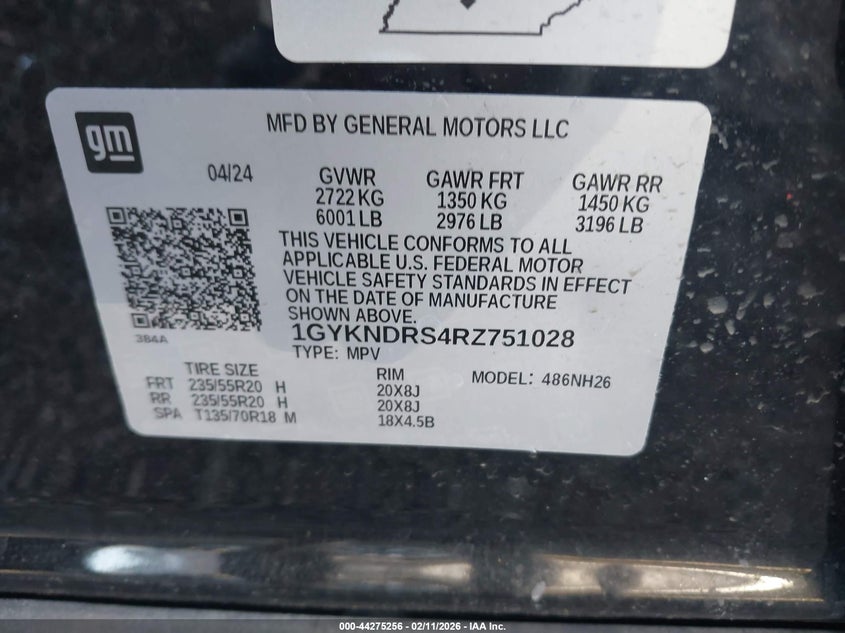 gm
MFD BY GENERAL MOTORS LLC
04/24
GVWR GAWR FRT GAWR RR
2722 KG 1350 KG 1450 KG
6001 LB 2976 LB 3196 LB
THIS VEHICLE CONFORMS TO ALL
APPLICABLE U.S. FEDERAL MOTOR
VEHICLE SAFETY STANDARDS IN EFFECT
ON THE DATE OF MANUFACTURE
SHOWN ABOVE.
384A
1GYKNDRS4RZ751028
TYPE: MPV
TIRE SIZE RIM MODEL: 486NH26
FRT 235/55R20 H 20X8J
RR 235/55R20 H 20X8J
SPA T135/70R18 M 18X4.5B
000-44275256 - 02/11/2026 - IAA Inc.